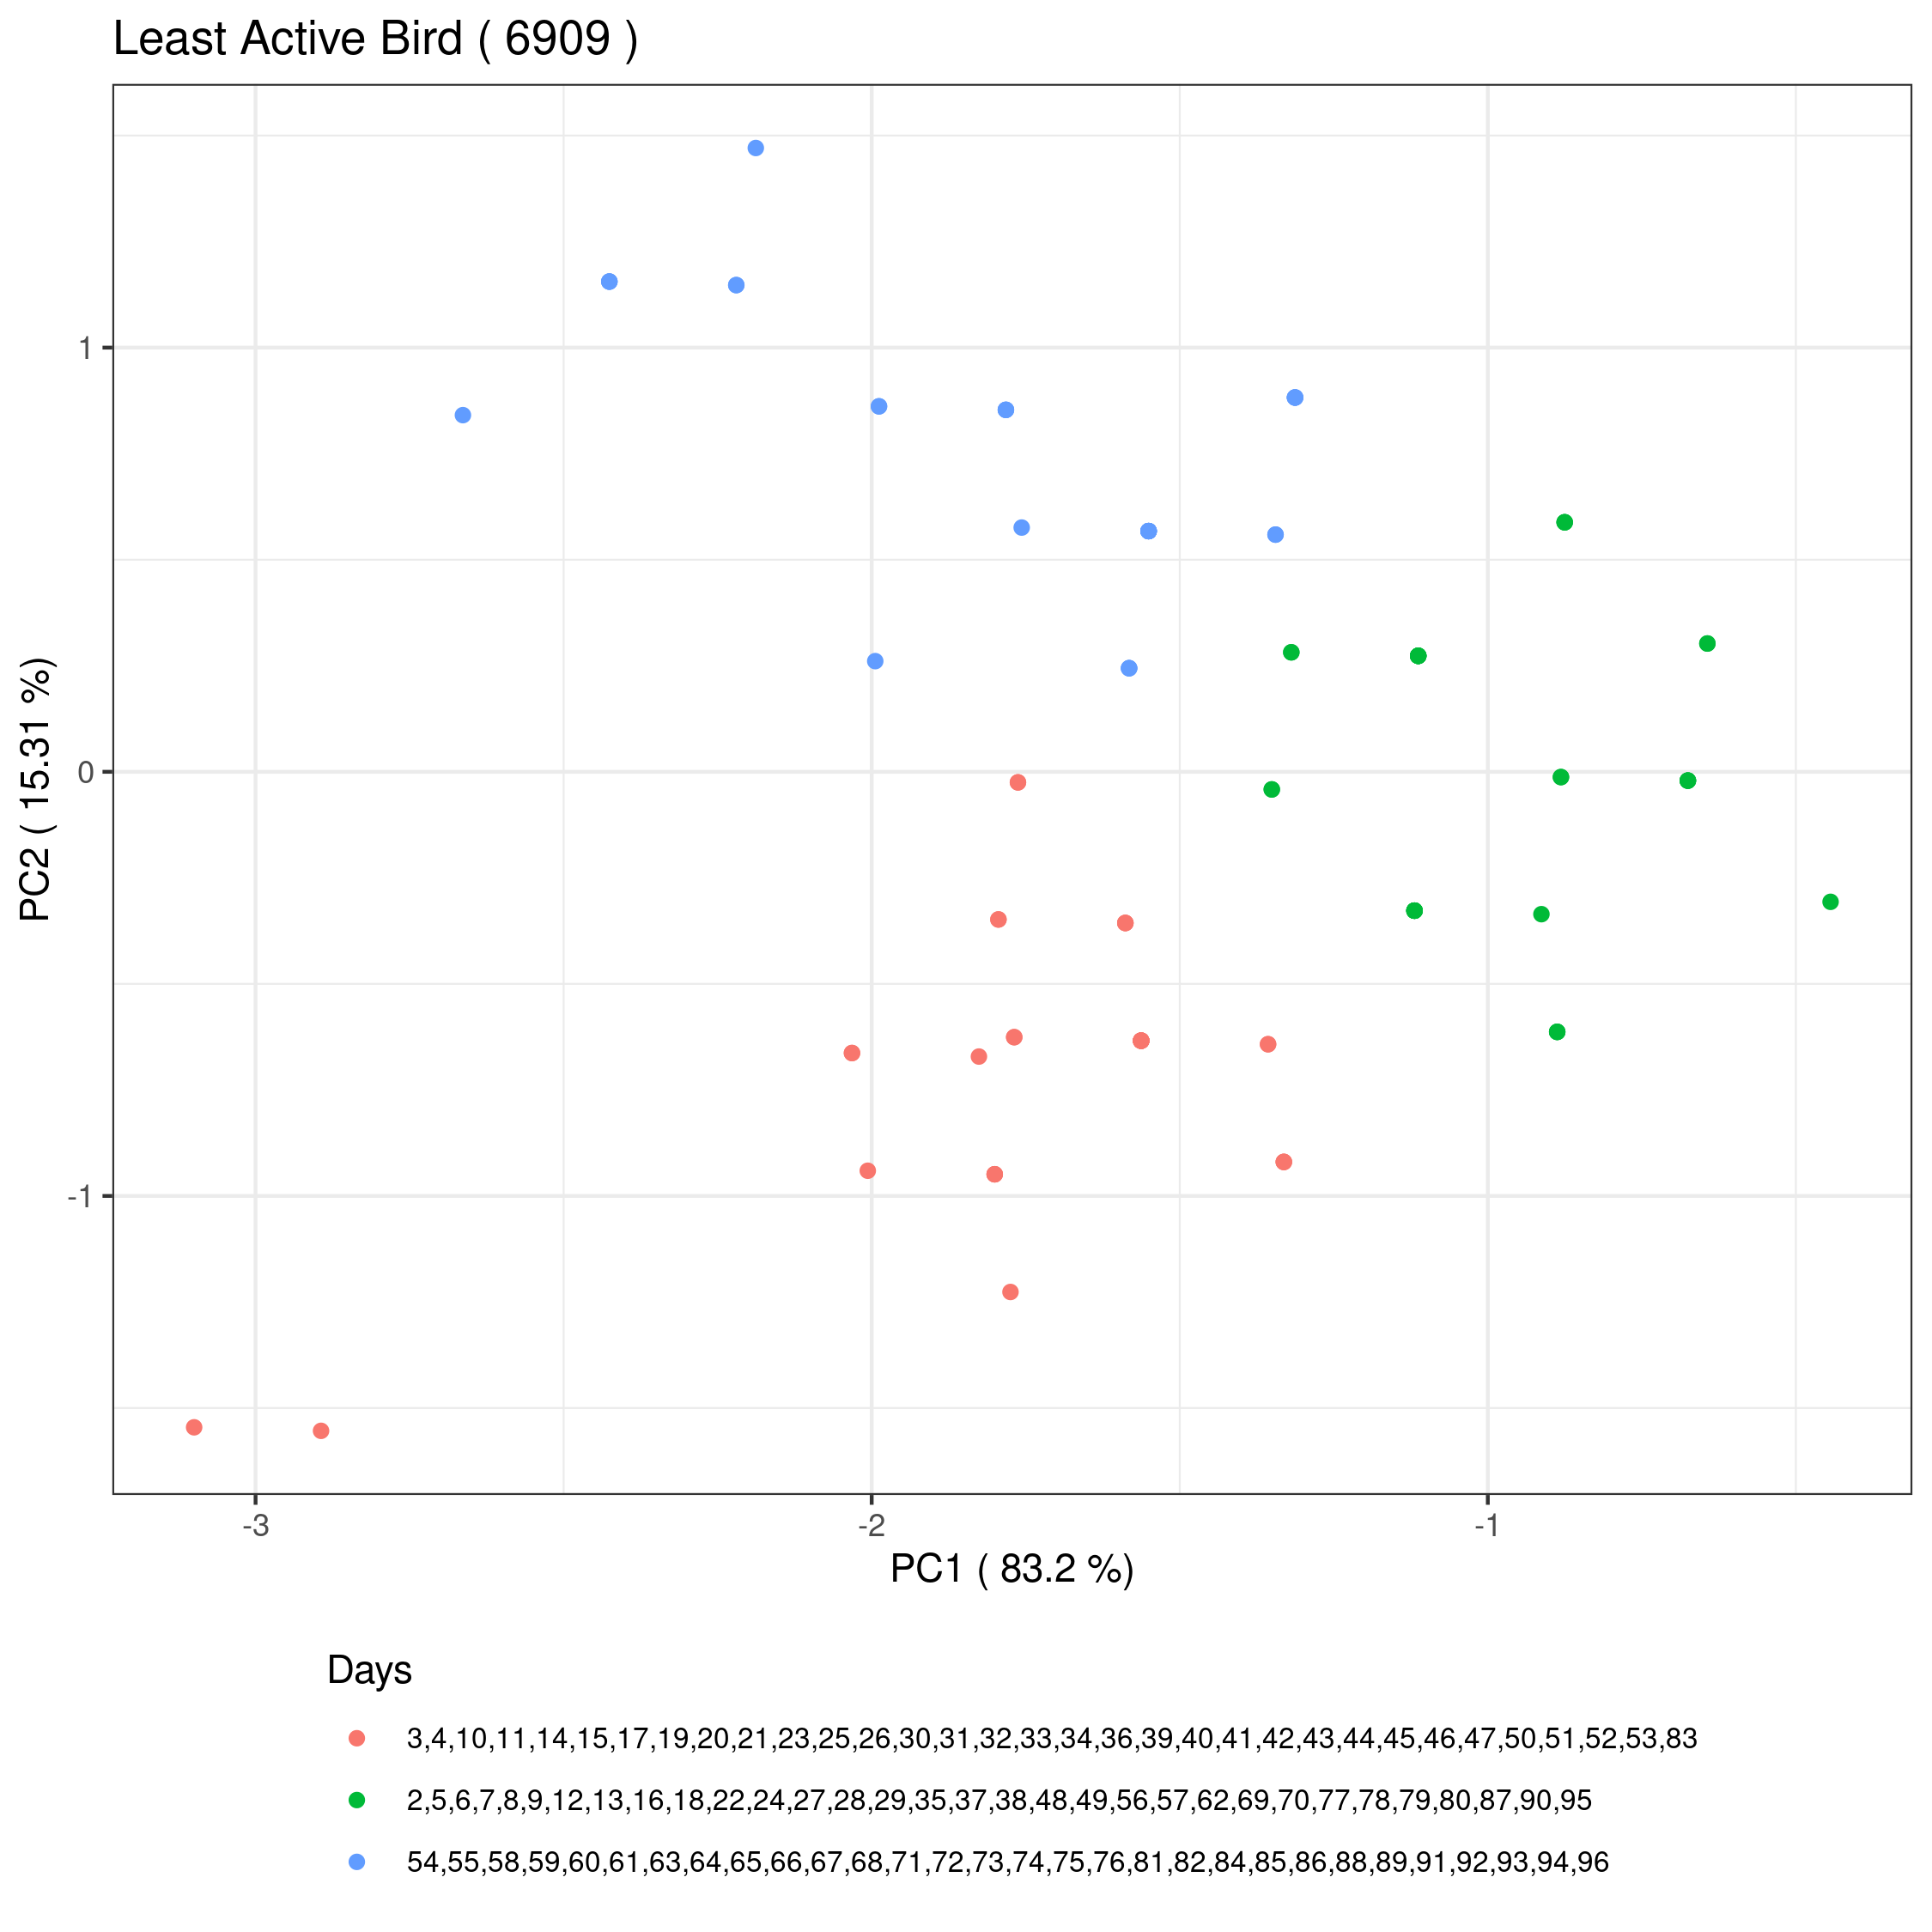 Least Active Bird ( 6909 )
1
0
-1
PC2 ( 15.31 %)
-3
-2
-1
PC1 ( 83.2 %)
Days
3,4,10,11,14,15,17,19,20,21,23,25,26,30,31,32,33,34,36,39,40,41,42,43,44,45,46,47,50,51,52,53,83
2,5,6,7,8,9,12,13,16,18,22,24,27,28,29,35,37,38,48,49,56,57,62,69,70,77,78,79,80,87,90,95
54,55,58,59,60,61,63,64,65,66,67,68,71,72,73,74,75,76,81,82,84,85,86,88,89,91,92,93,94,96